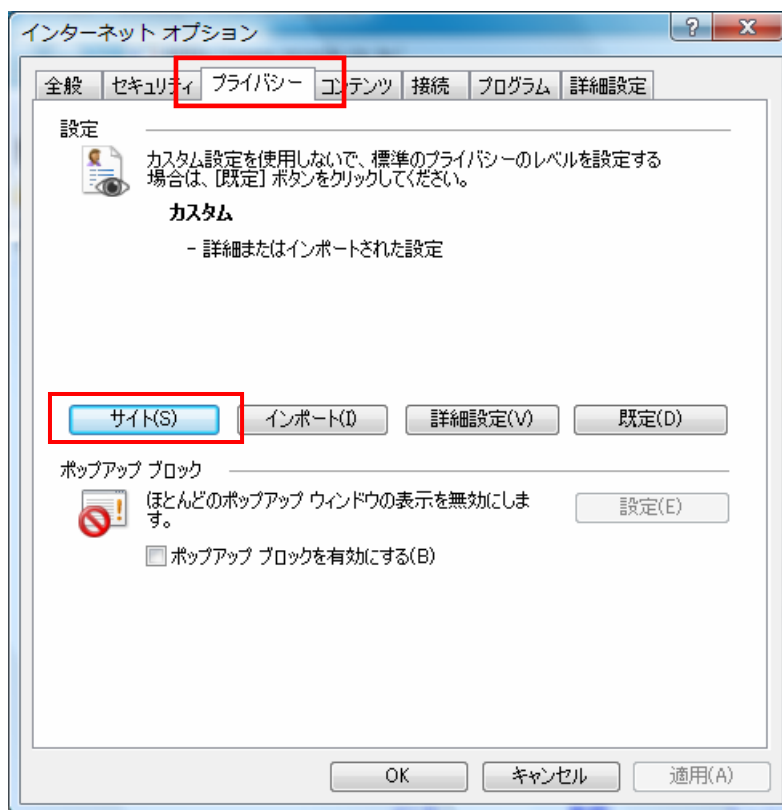 インターネット オプション
全般 セキュリティ プライバシー コンテンツ 接続 プログラム 詳細設定
設定
カスタム設定を使用しないで、標準のプライバシーのレベルを設定する
場合は、[既定] ボタンをクリックしてください。
カスタム
- 詳細またはインポートされた設定
サイト(S) インポート(I) 詳細設定(V) 既定(D)
ポップアップ ブロック
ほとんどのポップアップ ウィンドウの表示を無効にしま
す。
設定(E)
ポップアップ ブロックを有効にする(B)
OK キャンセル 適用(A)